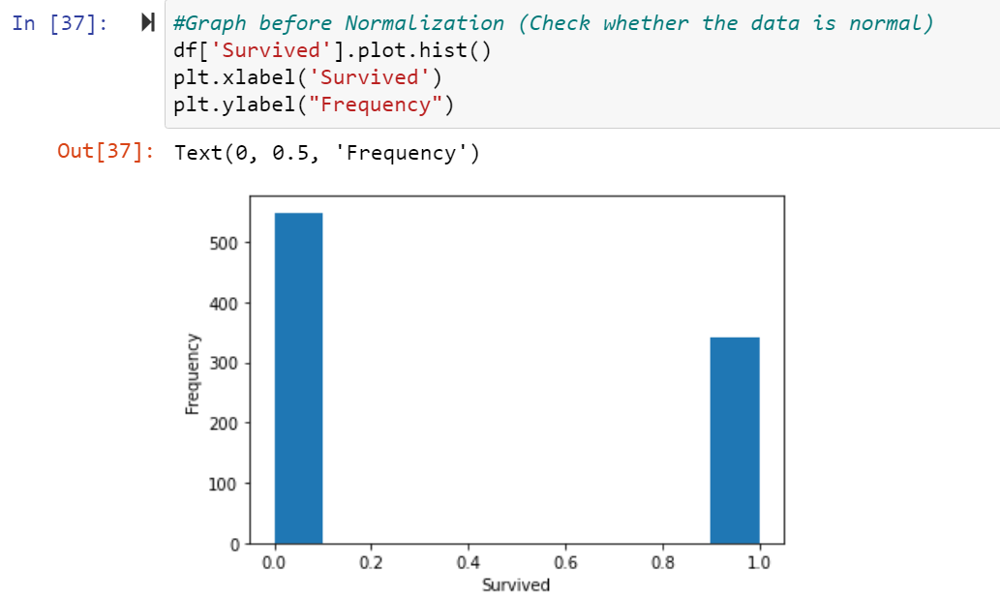 In [37]:
#Graph before Normalization (Check whether the data is normal)
df['Survived'].plot.hist()
plt.xlabel('Survived')
plt.ylabel("Frequency")
Out[37]: Text(0, 0.5, 'Frequency')
500
400
300
200
100
0
Frequency
0.0 0.2 0.4 0.6 0.8 1.0
Survived